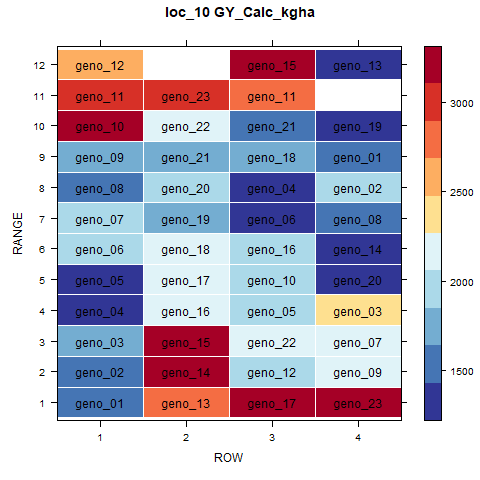 loc_10 GY_Calc_kgha
12 geno_12 geno_15 geno_13
11 geno_11 geno_23 geno_11 3000
10 geno_10 geno_22 geno_21 geno_19
9 geno_09 geno_21 geno_18 geno_01
8 geno_08 geno_20 geno_04 geno_02 2500
7 geno_07 geno_19 geno_06 geno_08
RANGE
6 geno_06 geno_18 geno_16 geno_14
5 geno_05 geno_17 geno_10 geno_20 2000
4 geno_04 geno_16 geno_05 geno_03
3 geno_03 geno_15 geno_22 geno_07
2 geno_02 geno_14 geno_12 geno_09 1500
1 geno_01 geno_13 geno_17 geno_23
1 2 3 4
ROW